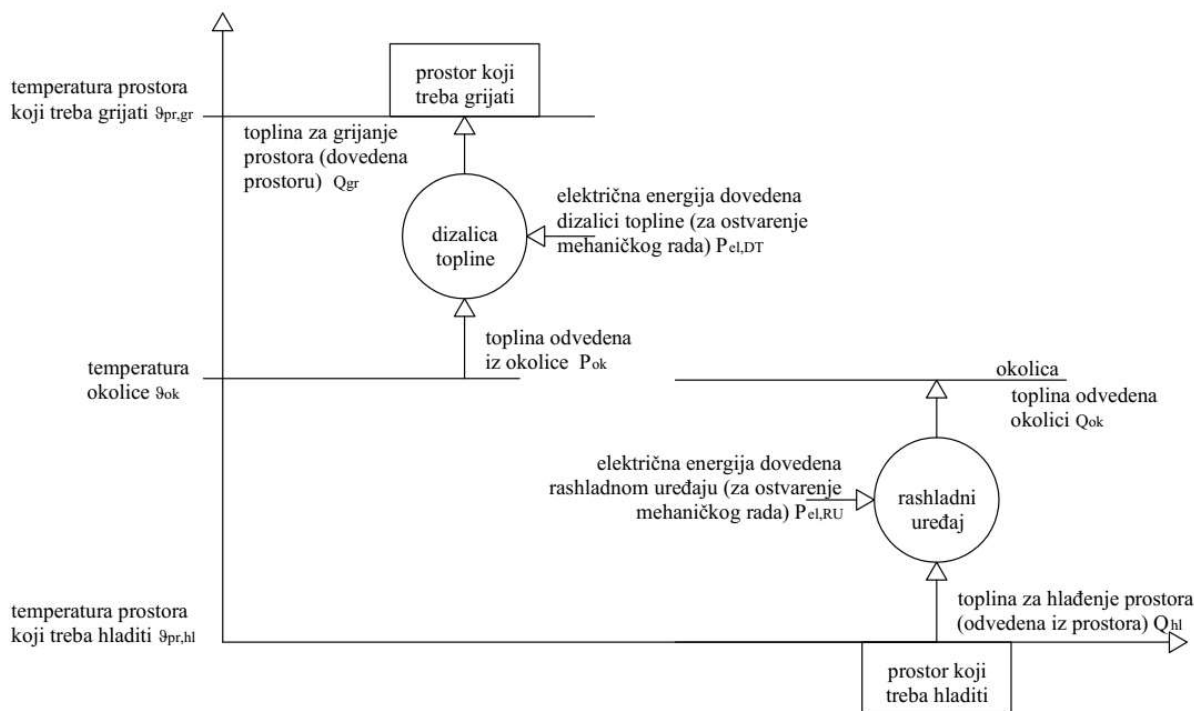 prostor koji
treba grijati
temperatura prostora
koji treba grijati ϑpr,gr
toplina za grijanje
prostora (dovedena
prostoru) Qgr
električna energija dovedena
dizalici topline (za ostvarenje
mehaničkog rada) Pel,DT
dizalica
topline
toplina odvedena
iz okolice Pok
temperatura
okolice ϑok
okolica
toplina odvedena
okolici Qok
električna energija dovedena
rashladnom uređaju (za ostvarenje
mehaničkog rada) Pel,RU
rashladni
uređaj
temperatura prostora
koji treba hladiti ϑpr,hl
toplina za hlađenje prostora
(odvedena iz prostora) Qhl
prostor koji
treba hladiti